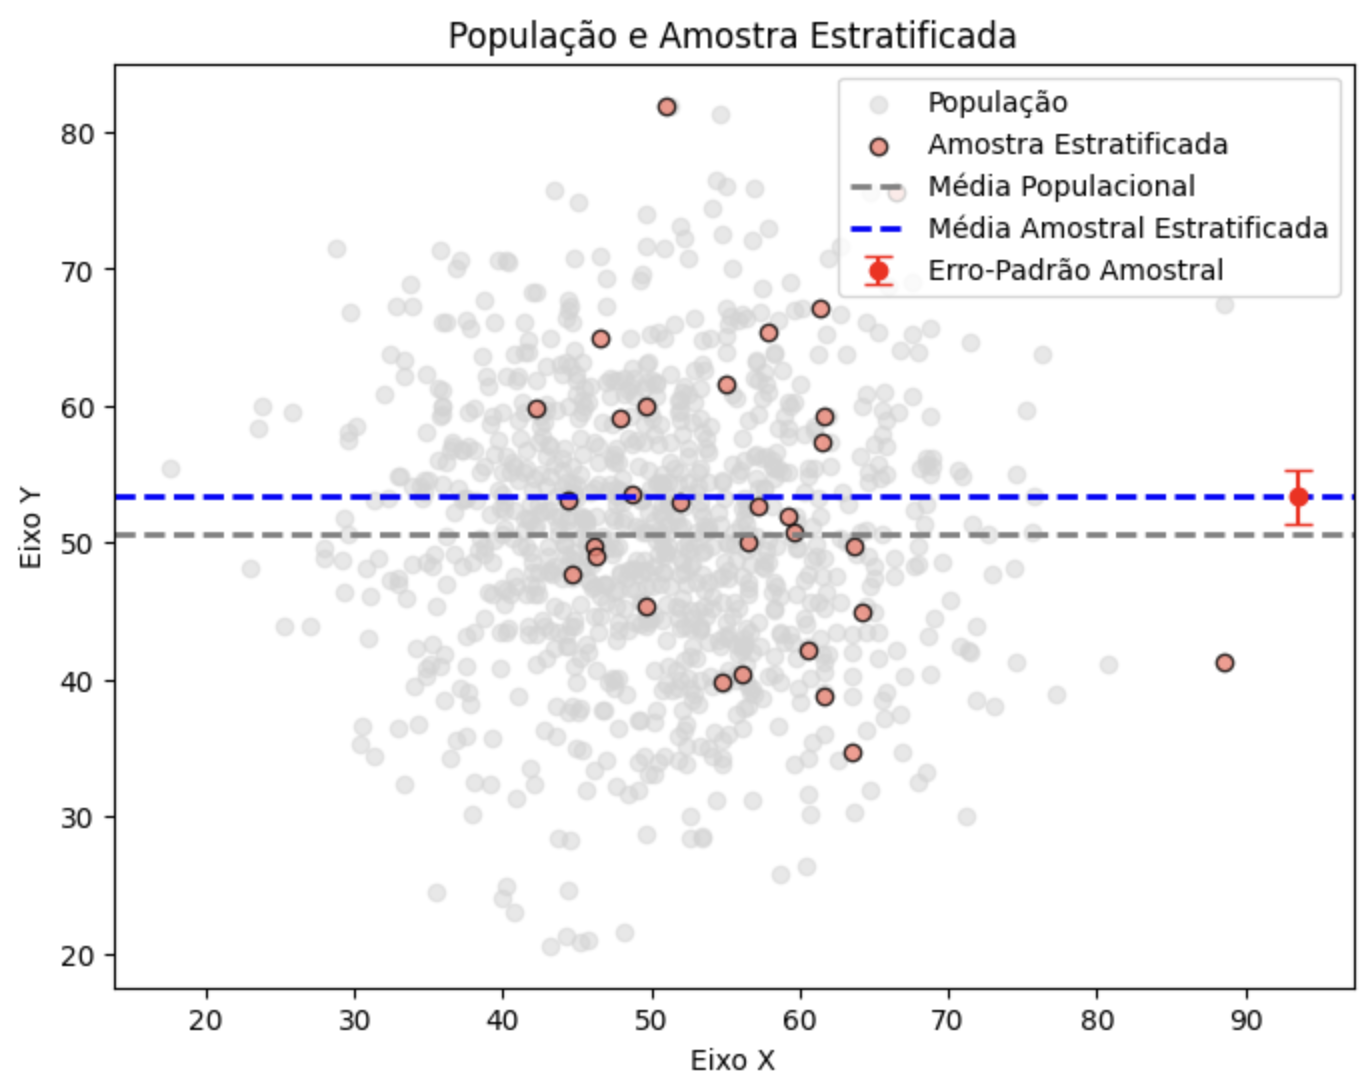 População e Amostra Estratificada
População
Amostra Estratificada
Média Populacional
Média Amostral Estratificada
Erro-Padrão Amostral
80
70
60
50
40
30
20
Eixo Y
20 30 40 50 60 70 80 90
Eixo X